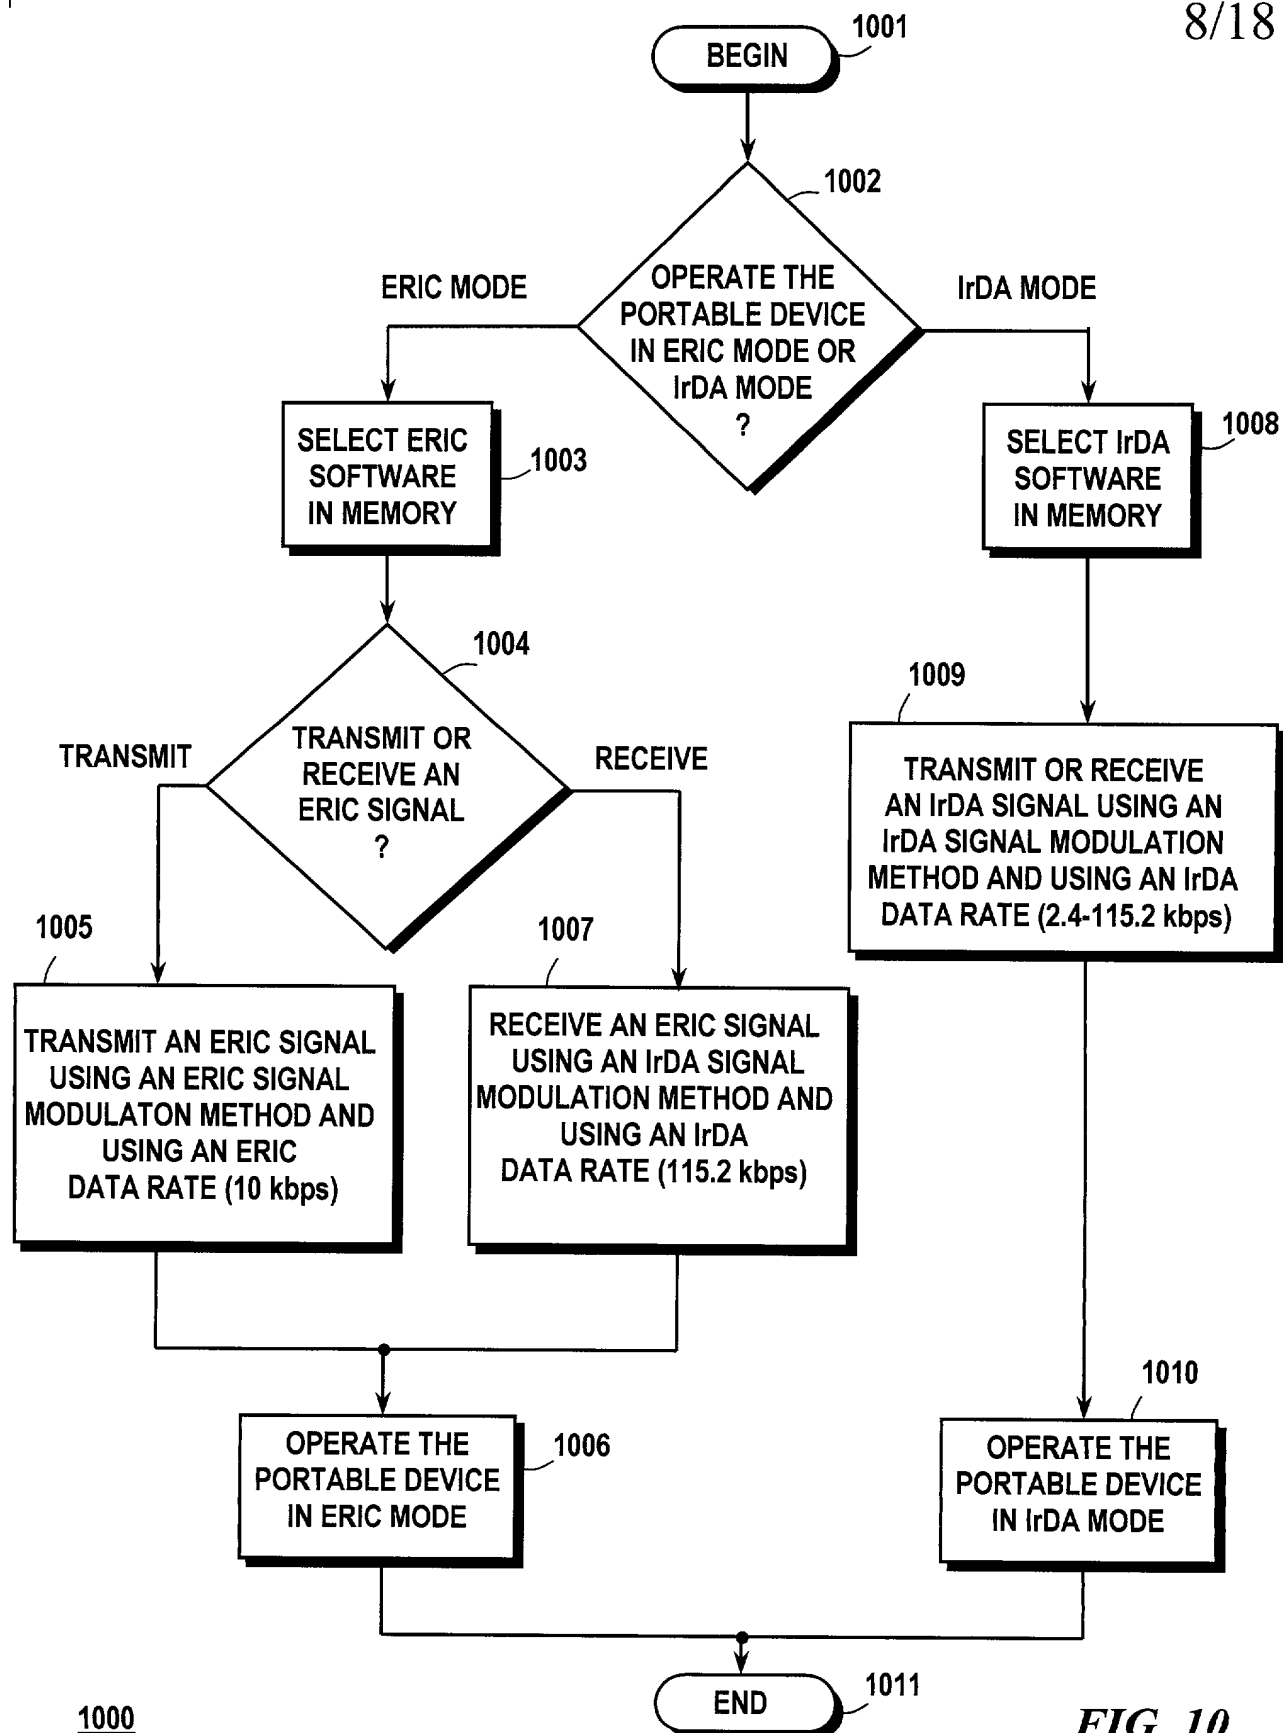 8/18
1001
BEGIN
1002
OPERATE THE
PORTABLE DEVICE
IN ERIC MODE OR
IrDA MODE
?
ERIC MODE
IrDA MODE
SELECT ERIC
SOFTWARE
IN MEMORY
1003
SELECT IrDA
SOFTWARE
IN MEMORY
1008
1004
TRANSMIT OR
RECEIVE AN
ERIC SIGNAL
?
TRANSMIT
RECEIVE
1009
TRANSMIT OR RECEIVE
AN IrDA SIGNAL USING AN
IrDA SIGNAL MODULATION
METHOD AND USING AN IrDA
DATA RATE (2.4-115.2 kbps)
1005
TRANSMIT AN ERIC SIGNAL
USING AN ERIC SIGNAL
MODULATON METHOD AND
USING AN ERIC
DATA RATE (10 kbps)
1007
RECEIVE AN ERIC SIGNAL
USING AN IrDA SIGNAL
MODULATION METHOD AND
USING AN IrDA
DATA RATE (115.2 kbps)
OPERATE THE
PORTABLE DEVICE
IN ERIC MODE
1006
1010
OPERATE THE
PORTABLE DEVICE
IN IrDA MODE
END
1011
1000
FIG. 10